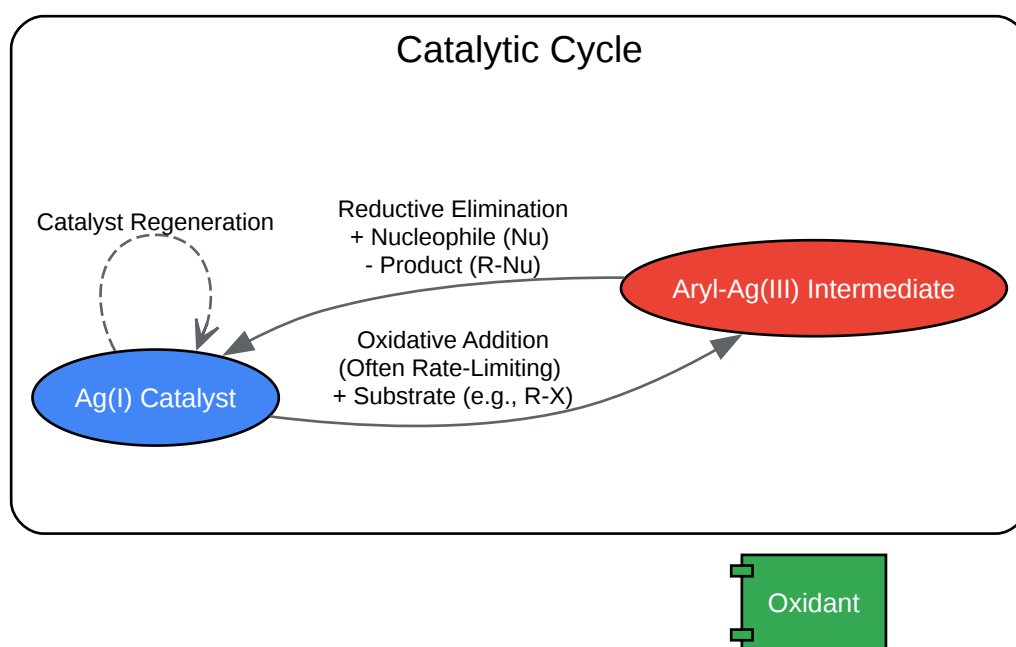 Catalytic Cycle
Catalyst Regeneration
Reductive Elimination
+ Nucleophile (Nu)
- Product (R-Nu)
Aryl-Ag(III) Intermediate
Oxidative Addition
(Often Rate-Limiting)
+ Substrate (e.g., R-X)
Ag(I) Catalyst
Oxidant